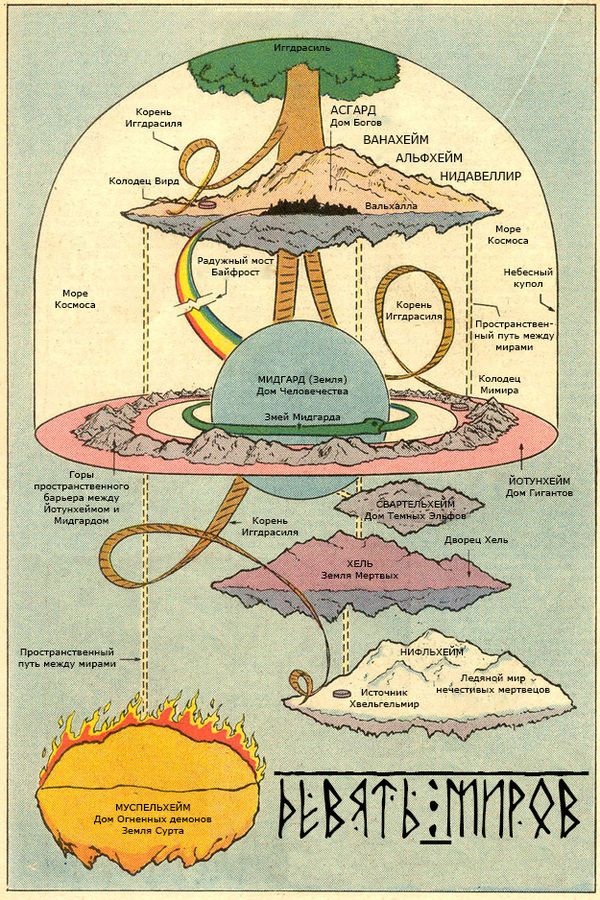 Иггдрасиль
Корень
Иггдрасиля
АСГАРД
Дом Богов
ВАНАХЕЙМ
АЛЬФХЕЙМ
НИДАВЕЛЛИР
Колодец Вирд
Вальхалла
Море
Космоса
Радужный мост
Байфрост
Небесный
купол
Море
Космоса
Корень
Иггдрасиля
Пространствен-
ный путь между
мирами
МИДГАРД (Земля)
Дом Человечества
Колодец
Мимира
Змей Мидгарда
Горы
пространственного
барьера между
Йотунхеймом и
Мидгардом
ЙОТУНХЕЙМ
Дом Гигантов
СВАРТЕЛЬХЕЙМ
Дом Темных Эльфов
Корень
Иггдрасиля
Дворец Хель
ХЕЛЬ
Земля Мертвых
Пространственный
путь между мирами
НИФЛЬХЕЙМ
Ледяной мир
нечестивых мертвецов
Источник
Хвельгельмир
МУСПЕЛЬХЕЙМ
Дом Огненных демонов
Земля Сурта
ДЕВЯТЬ:МИРОВ